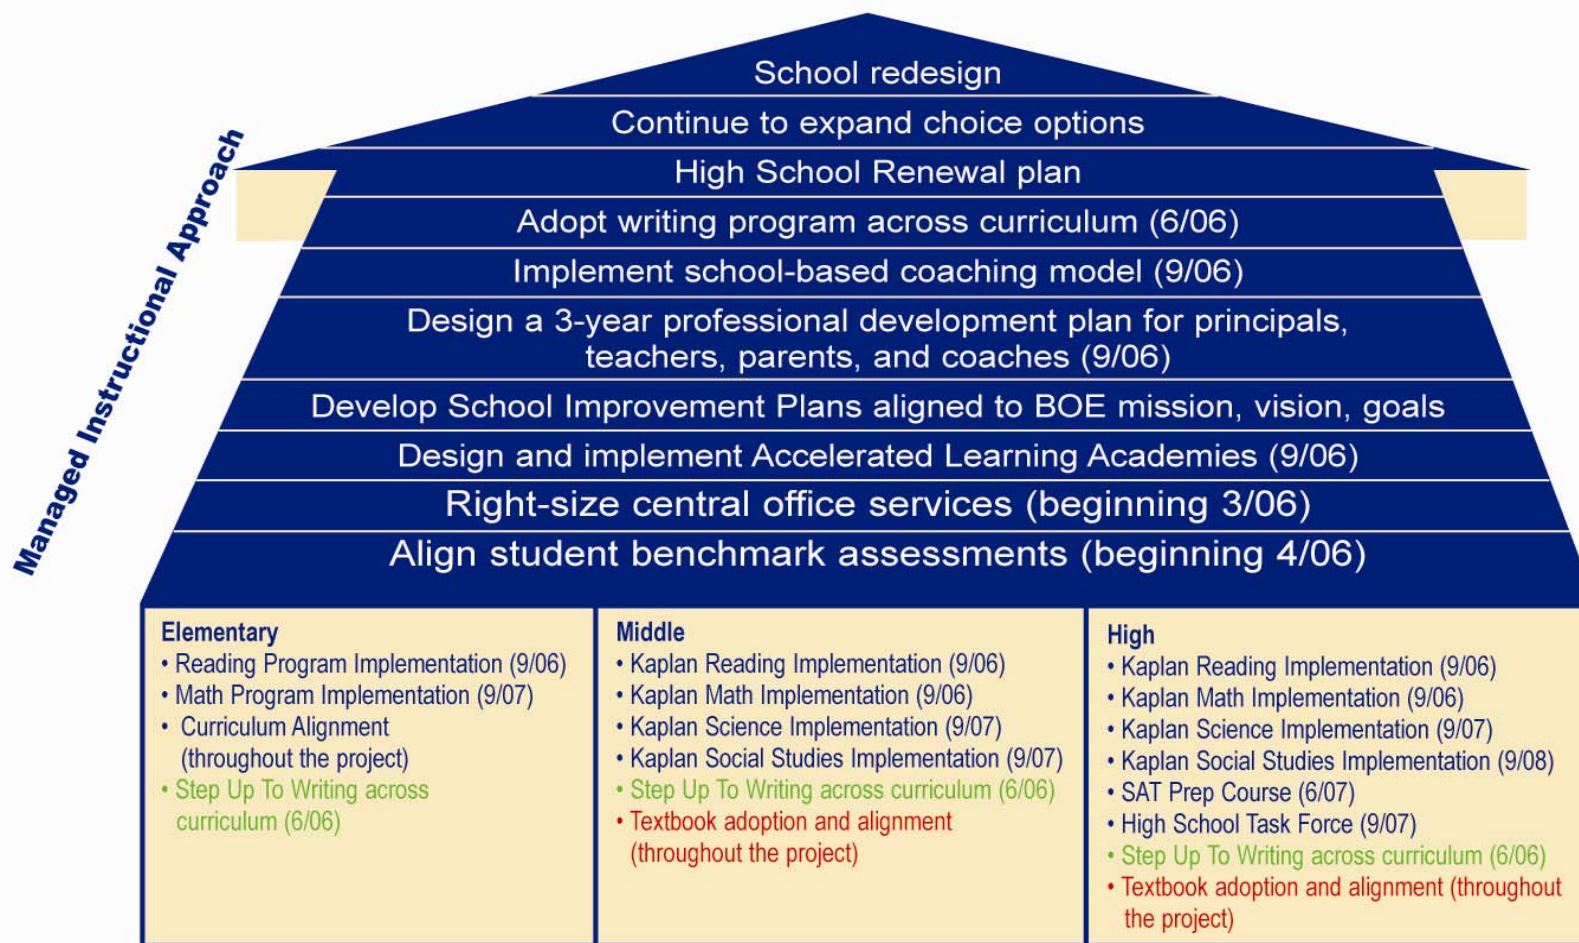 School redesign
Continue to expand choice options
High School Renewal plan
Adopt writing program across curriculum (6/06)
Implement school-based coaching model (9/06)
Design a 3-year professional development plan for principals,
teachers, parents, and coaches (9/06)
Develop School Improvement Plans aligned to BOE mission, vision, goals
Design and implement Accelerated Learning Academies (9/06)
Right-size central office services (beginning 3/06)
Align student benchmark assessments (beginning 4/06)
Managed Instructional Approach
Elementary
• Reading Program Implementation (9/06)
• Math Program Implementation (9/07)
• Curriculum Alignment
(throughout the project)
• Step Up To Writing across
curriculum (6/06)
Middle
• Kaplan Reading Implementation (9/06)
• Kaplan Math Implementation (9/06)
• Kaplan Science Implementation (9/07)
• Kaplan Social Studies Implementation (9/07)
• Step Up To Writing across curriculum (6/06)
• Textbook adoption and alignment
(throughout the project)
High
• Kaplan Reading Implementation (9/06)
• Kaplan Math Implementation (9/06)
• Kaplan Science Implementation (9/07)
• Kaplan Social Studies Implementation (9/08)
• SAT Prep Course (6/07)
• High School Task Force (9/07)
• Step Up To Writing across curriculum (6/06)
• Textbook adoption and alignment (throughout
the project)